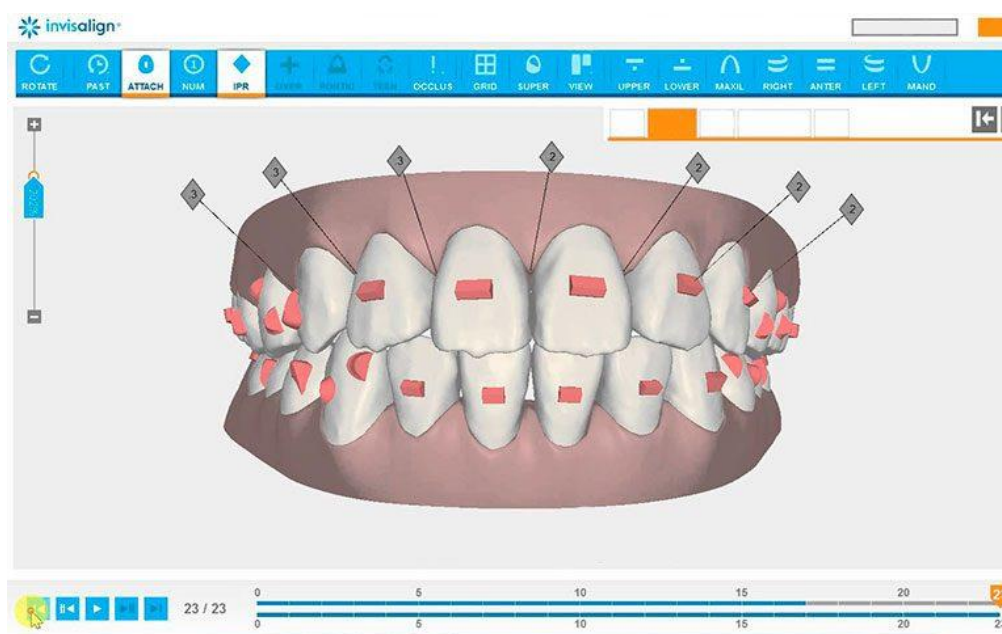 invisalign
ROTATE PAST ATTACH NUM IPR OCCLUS GRID SUPER VIEW UPPER LOWER MAXIL RIGHT ANTER LEFT MAND
1
.3 .3 .3 .2 .2 .2 .2
0 5 10 15 20
23 / 23
0 5 10 15 20